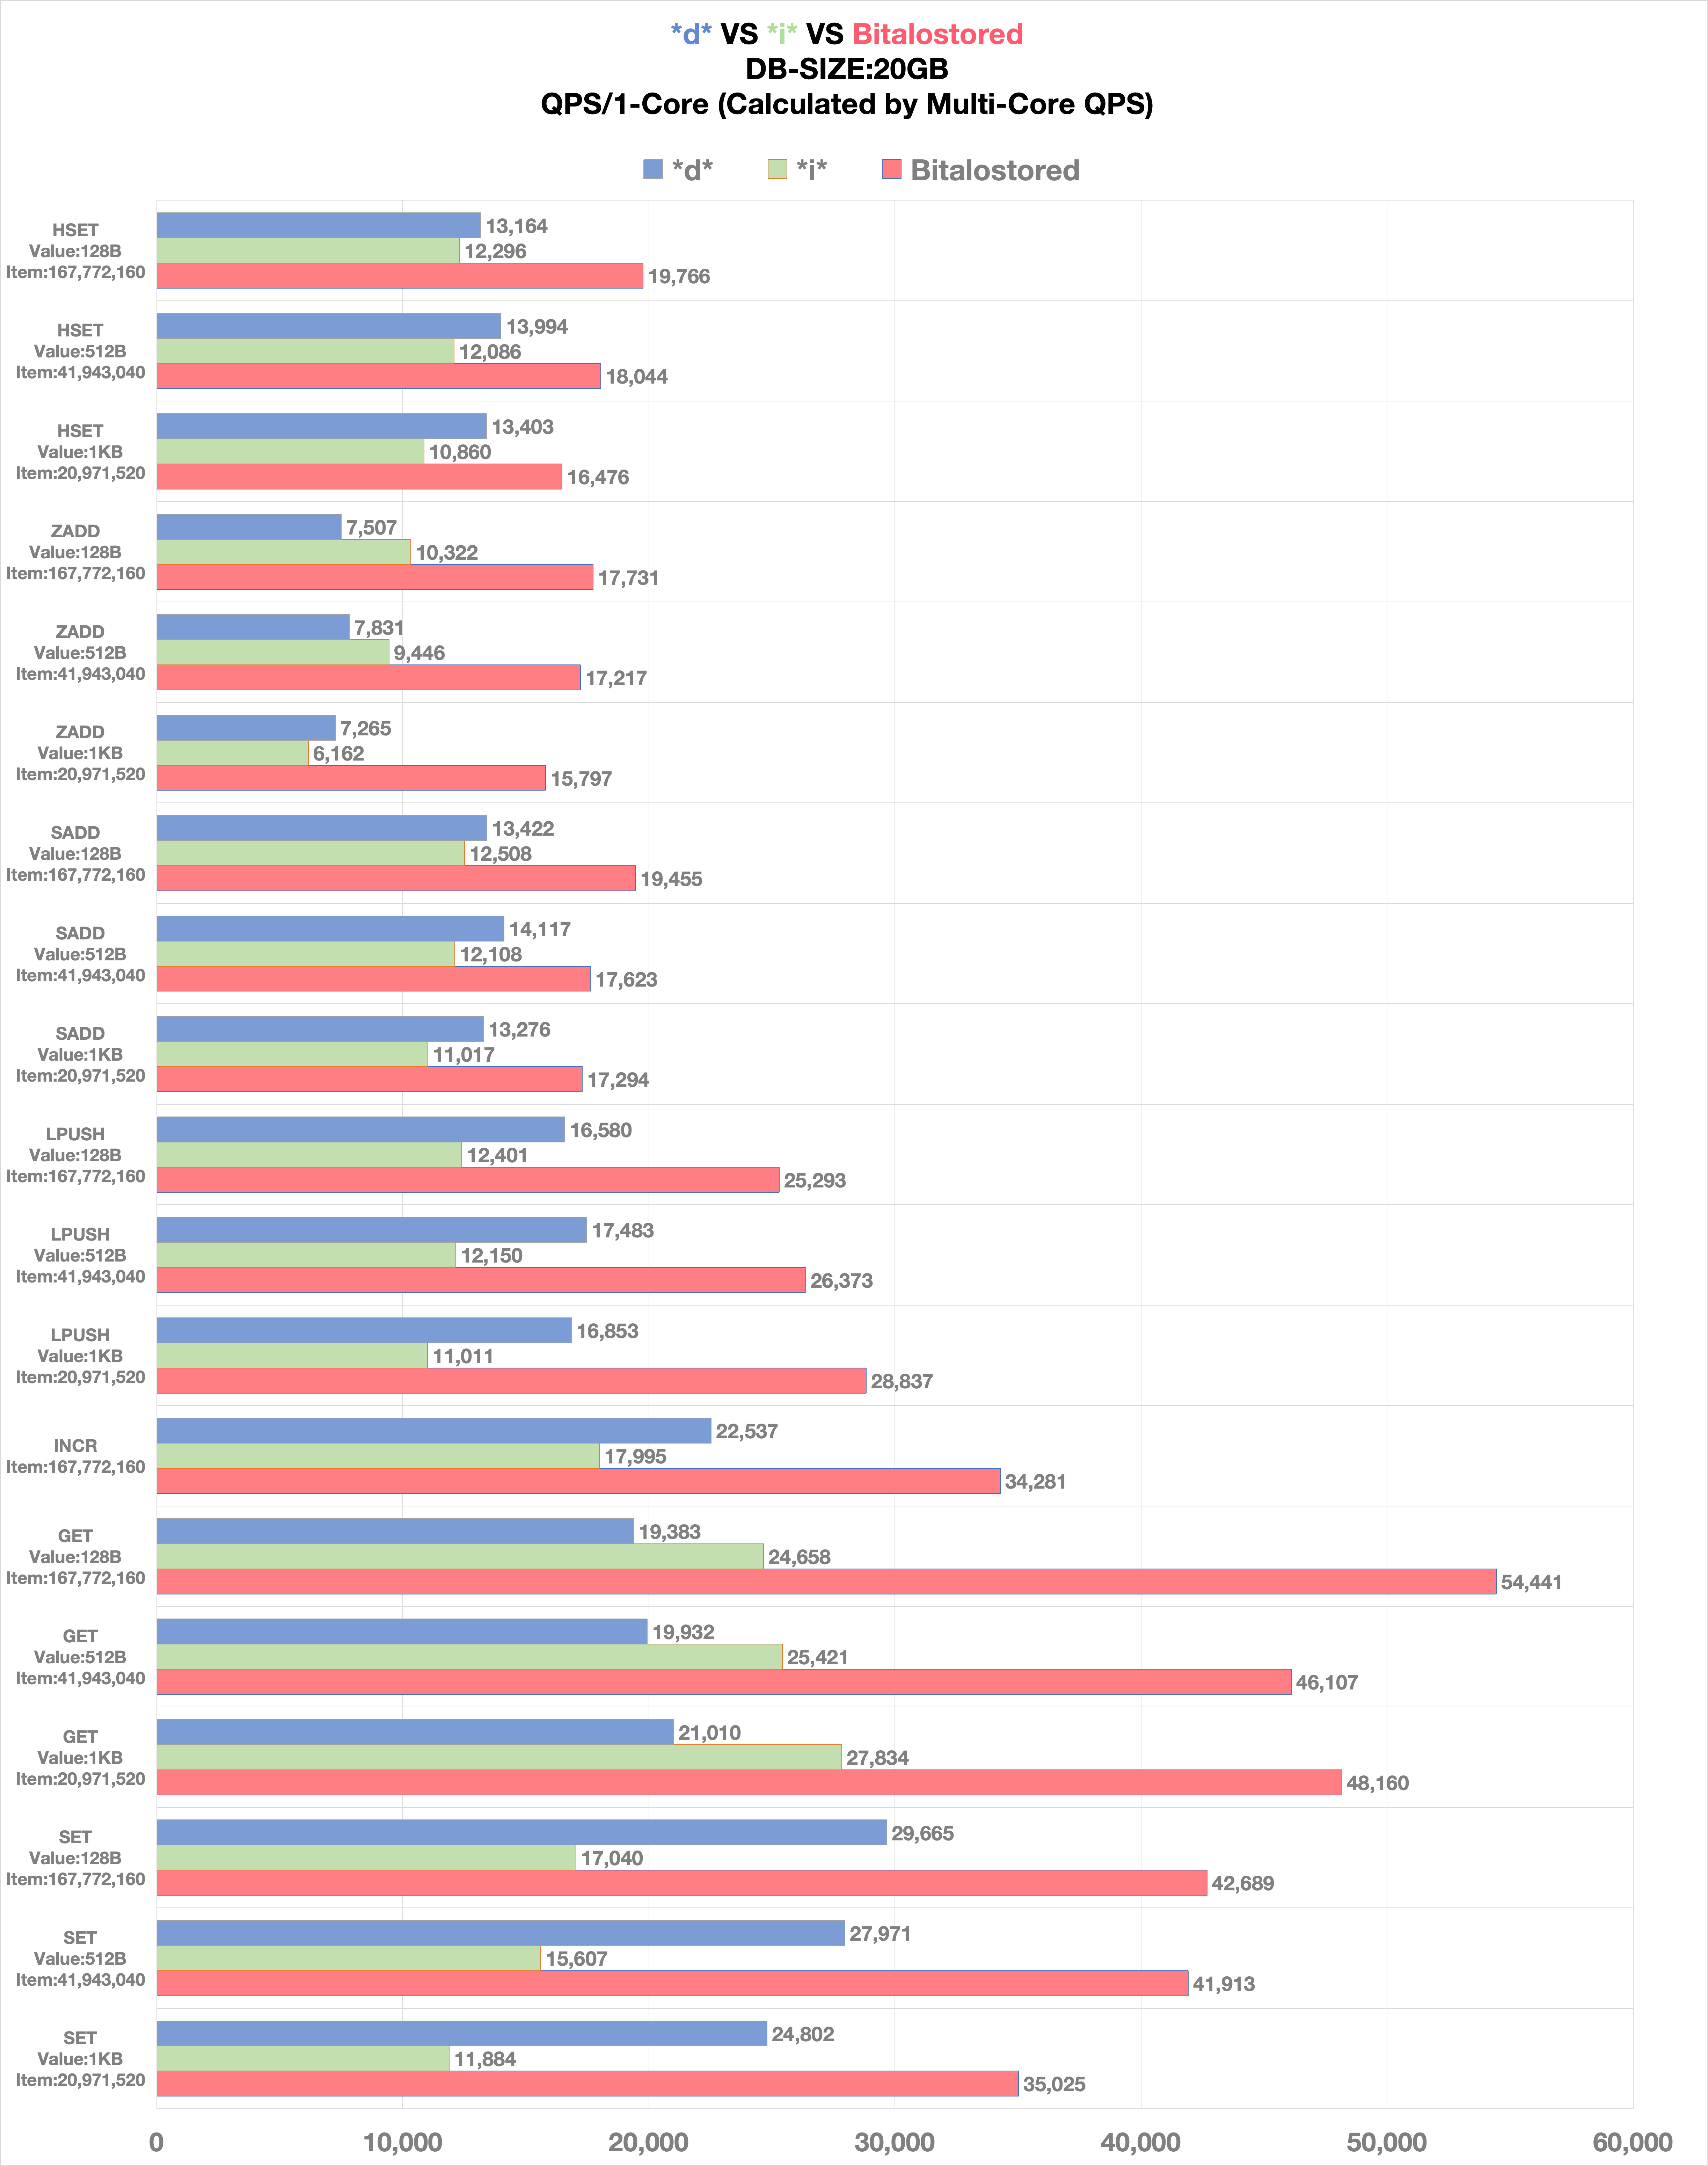 *d* VS *i* VS Bitalostored
DB-SIZE:20GB
QPS/1-Core (Calculated by Multi-Core QPS)
*d* *i* Bitalostored
HSET
Value:128B
Item:167,772,160
13,164
12,296
19,766
HSET
Value:512B
Item:41,943,040
13,994
12,086
18,044
HSET
Value:1KB
Item:20,971,520
13,403
10,860
16,476
ZADD
Value:128B
Item:167,772,160
7,507
10,322
17,731
ZADD
Value:512B
Item:41,943,040
7,831
9,446
17,217
ZADD
Value:1KB
Item:20,971,520
7,265
6,162
15,797
SADD
Value:128B
Item:167,772,160
13,422
12,508
19,455
SADD
Value:512B
Item:41,943,040
14,117
12,108
17,623
SADD
Value:1KB
Item:20,971,520
13,276
11,017
17,294
LPUSH
Value:128B
Item:167,772,160
16,580
12,401
25,293
LPUSH
Value:512B
Item:41,943,040
17,483
12,150
26,373
LPUSH
Value:1KB
Item:20,971,520
16,853
11,011
28,837
INCR
Item:167,772,160
22,537
17,995
34,281
GET
Value:128B
Item:167,772,160
19,383
24,658
54,441
GET
Value:512B
Item:41,943,040
19,932
25,421
46,107
GET
Value:1KB
Item:20,971,520
21,010
27,834
48,160
SET
Value:128B
Item:167,772,160
29,665
17,040
42,689
SET
Value:512B
Item:41,943,040
27,971
15,607
41,913
SET
Value:1KB
Item:20,971,520
24,802
11,884
35,025
0 10,000 20,000 30,000 40,000 50,000 60,000